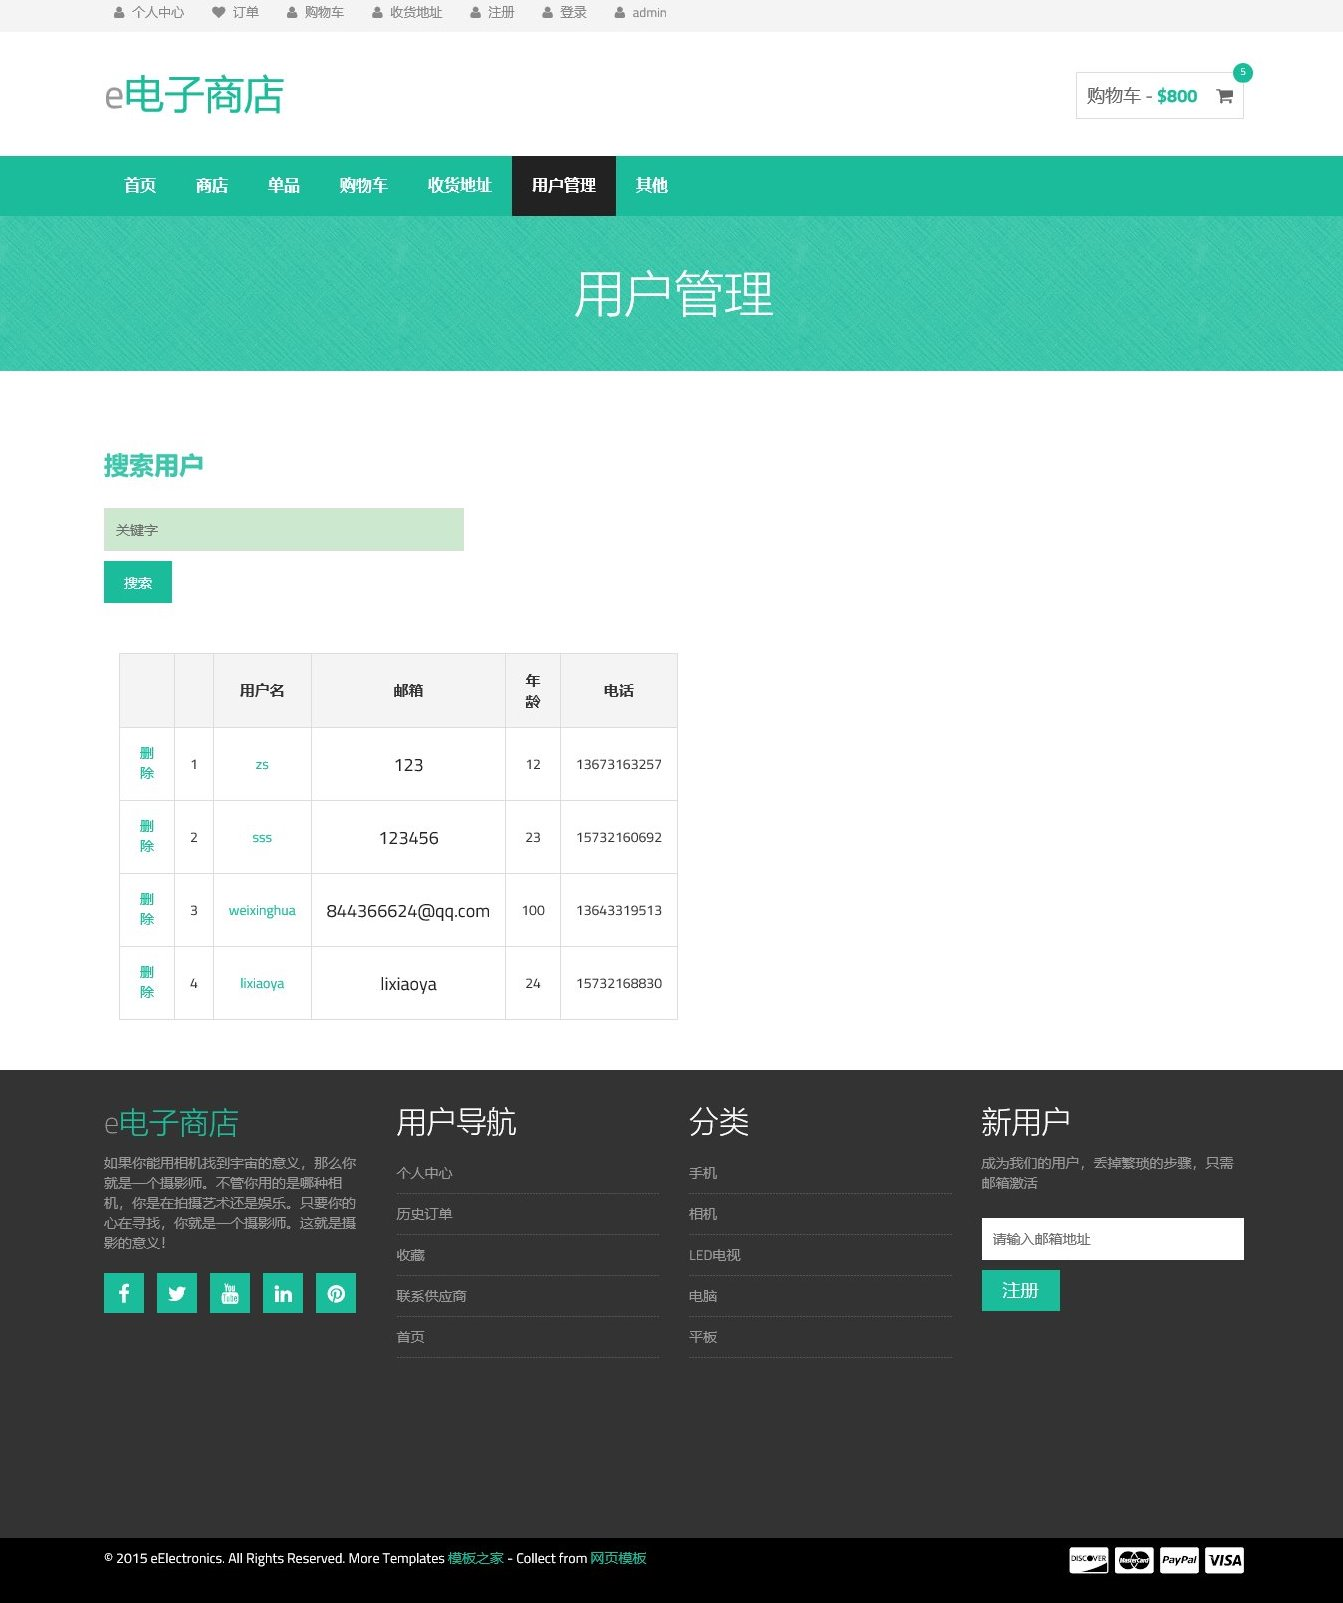 个人中心 订单 购物车 收货地址 注册 登录 admin
e电子商店
5
购物车 - $800
首页 商店 单品 购物车 收货地址 用户管理 其他
用户管理
搜索用户
关键字
搜索
用户名 邮箱 年龄 电话
删除 1 zs 123 12 13673163257
删除 2 sss 123456 23 15732160692
删除 3 weixinghua 844366624@qq.com 100 13643319513
删除 4 lixiaoya lixiaoya 24 15732168830
e电子商店
如果你能用相机找到宇宙的意义，那么你
就是一个摄影师。不管你用的是哪种相
机，你是在拍摄艺术还是娱乐。只要你的
心在寻找，你就是一个摄影师。这就是摄
影的意义！
用户导航
个人中心
历史订单
收藏
联系供应商
首页
分类
手机
相机
LED电视
电脑
平板
新用户
成为我们的用户，丢掉繁琐的步骤，只需
邮箱激活
请输入邮箱地址
注册
You Tube
© 2015 eElectronics. All Rights Reserved. More Templates 模板之家 - Collect from 网页模板
DISCOVER MasterCard PayPal VISA